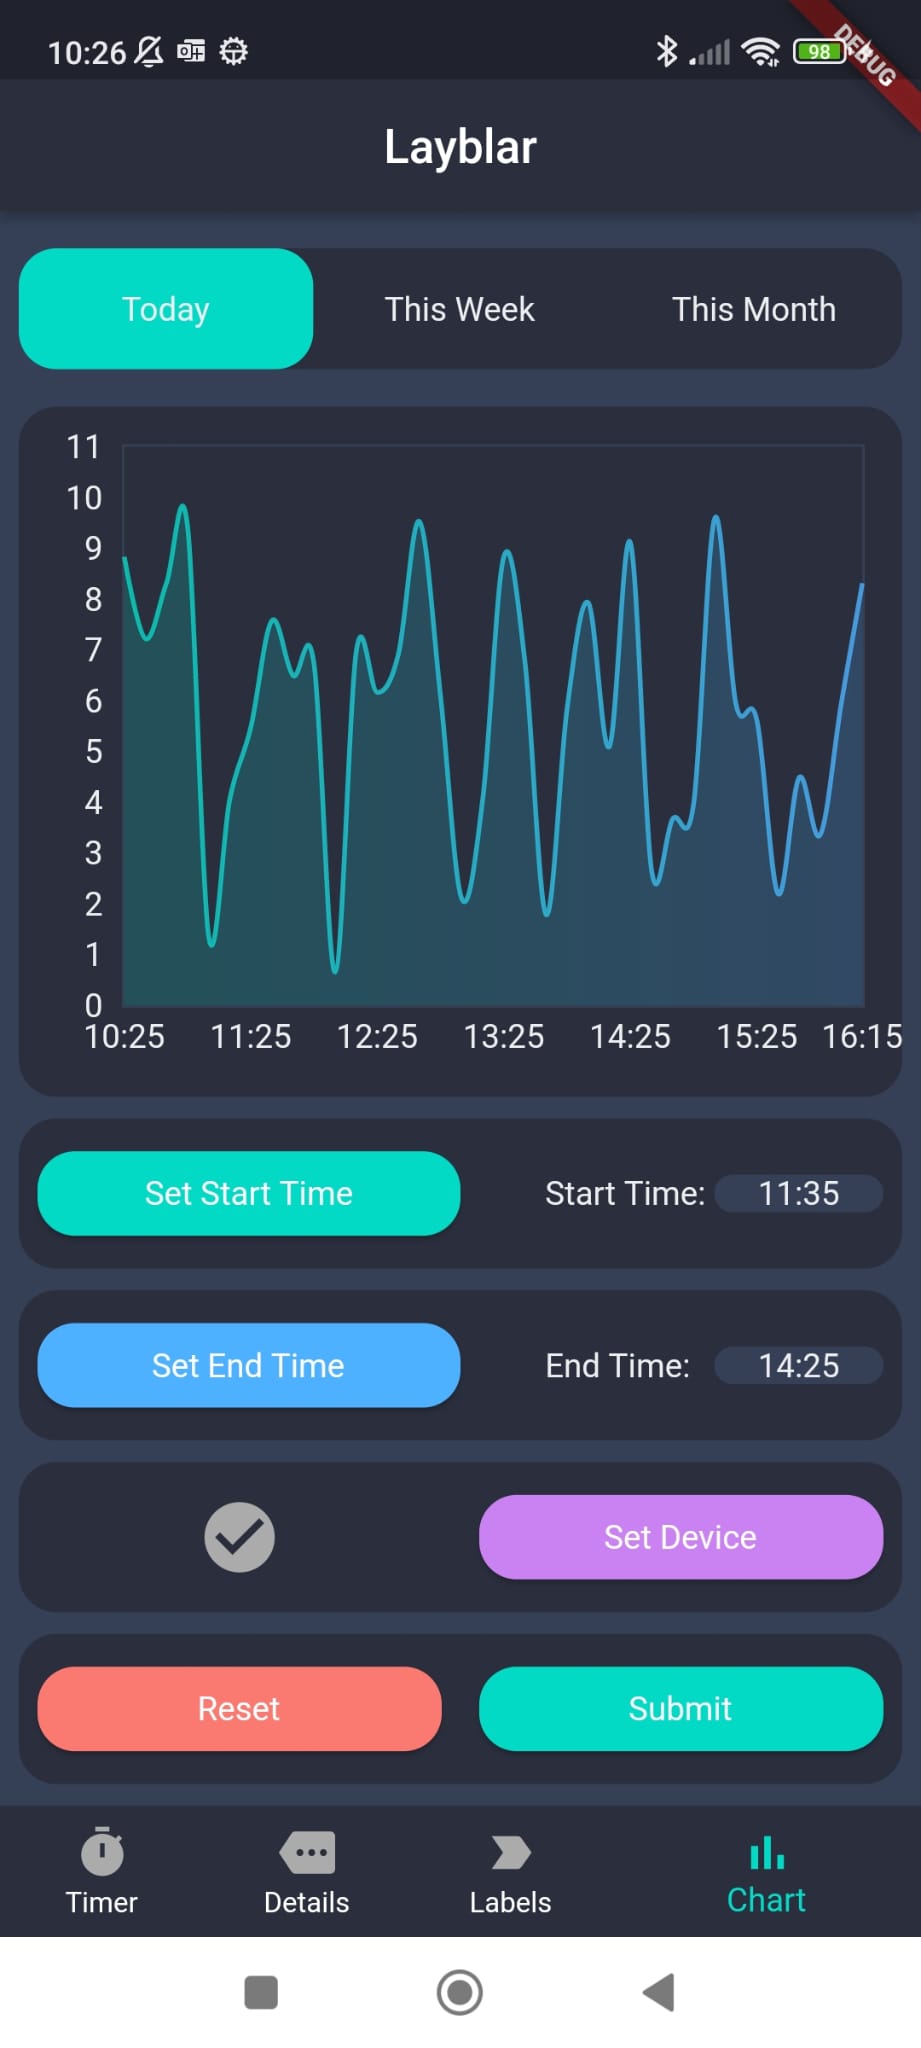 10:26
98
DEBUG
Layblar
Today This Week This Month
11
10
9
8
7
6
5
4
3
2
1
0
10:25 11:25 12:25 13:25 14:25 15:25 16:15
Set Start Time Start Time: 11:35
Set End Time End Time: 14:25
Set Device
Reset Submit
Timer Details Labels Chart